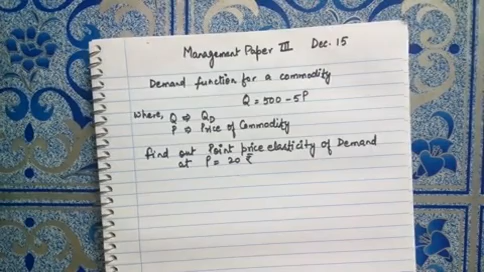 Management Paper III Dec. 15
Demand function for a commodity
Q = 500 - 5P
Where, Q ⇒ QD
P ⇒ Price of Commodity
find out Point price elasticity of Demand
at P = 20 ₹